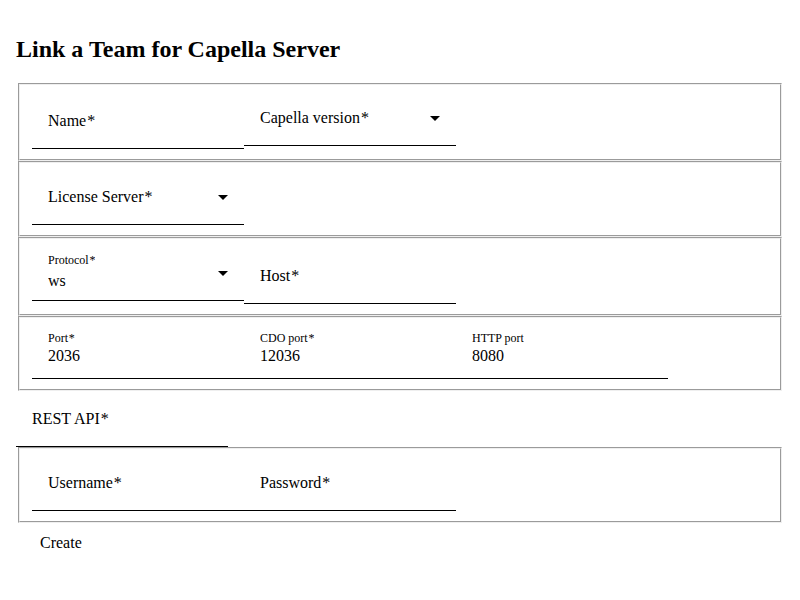 Link a Team for Capella Server
Name* Capella version*
License Server*
Protocol*
ws
Host*
Port* CDO port* HTTP port
2036 12036 8080
REST API*
Username* Password*
Create